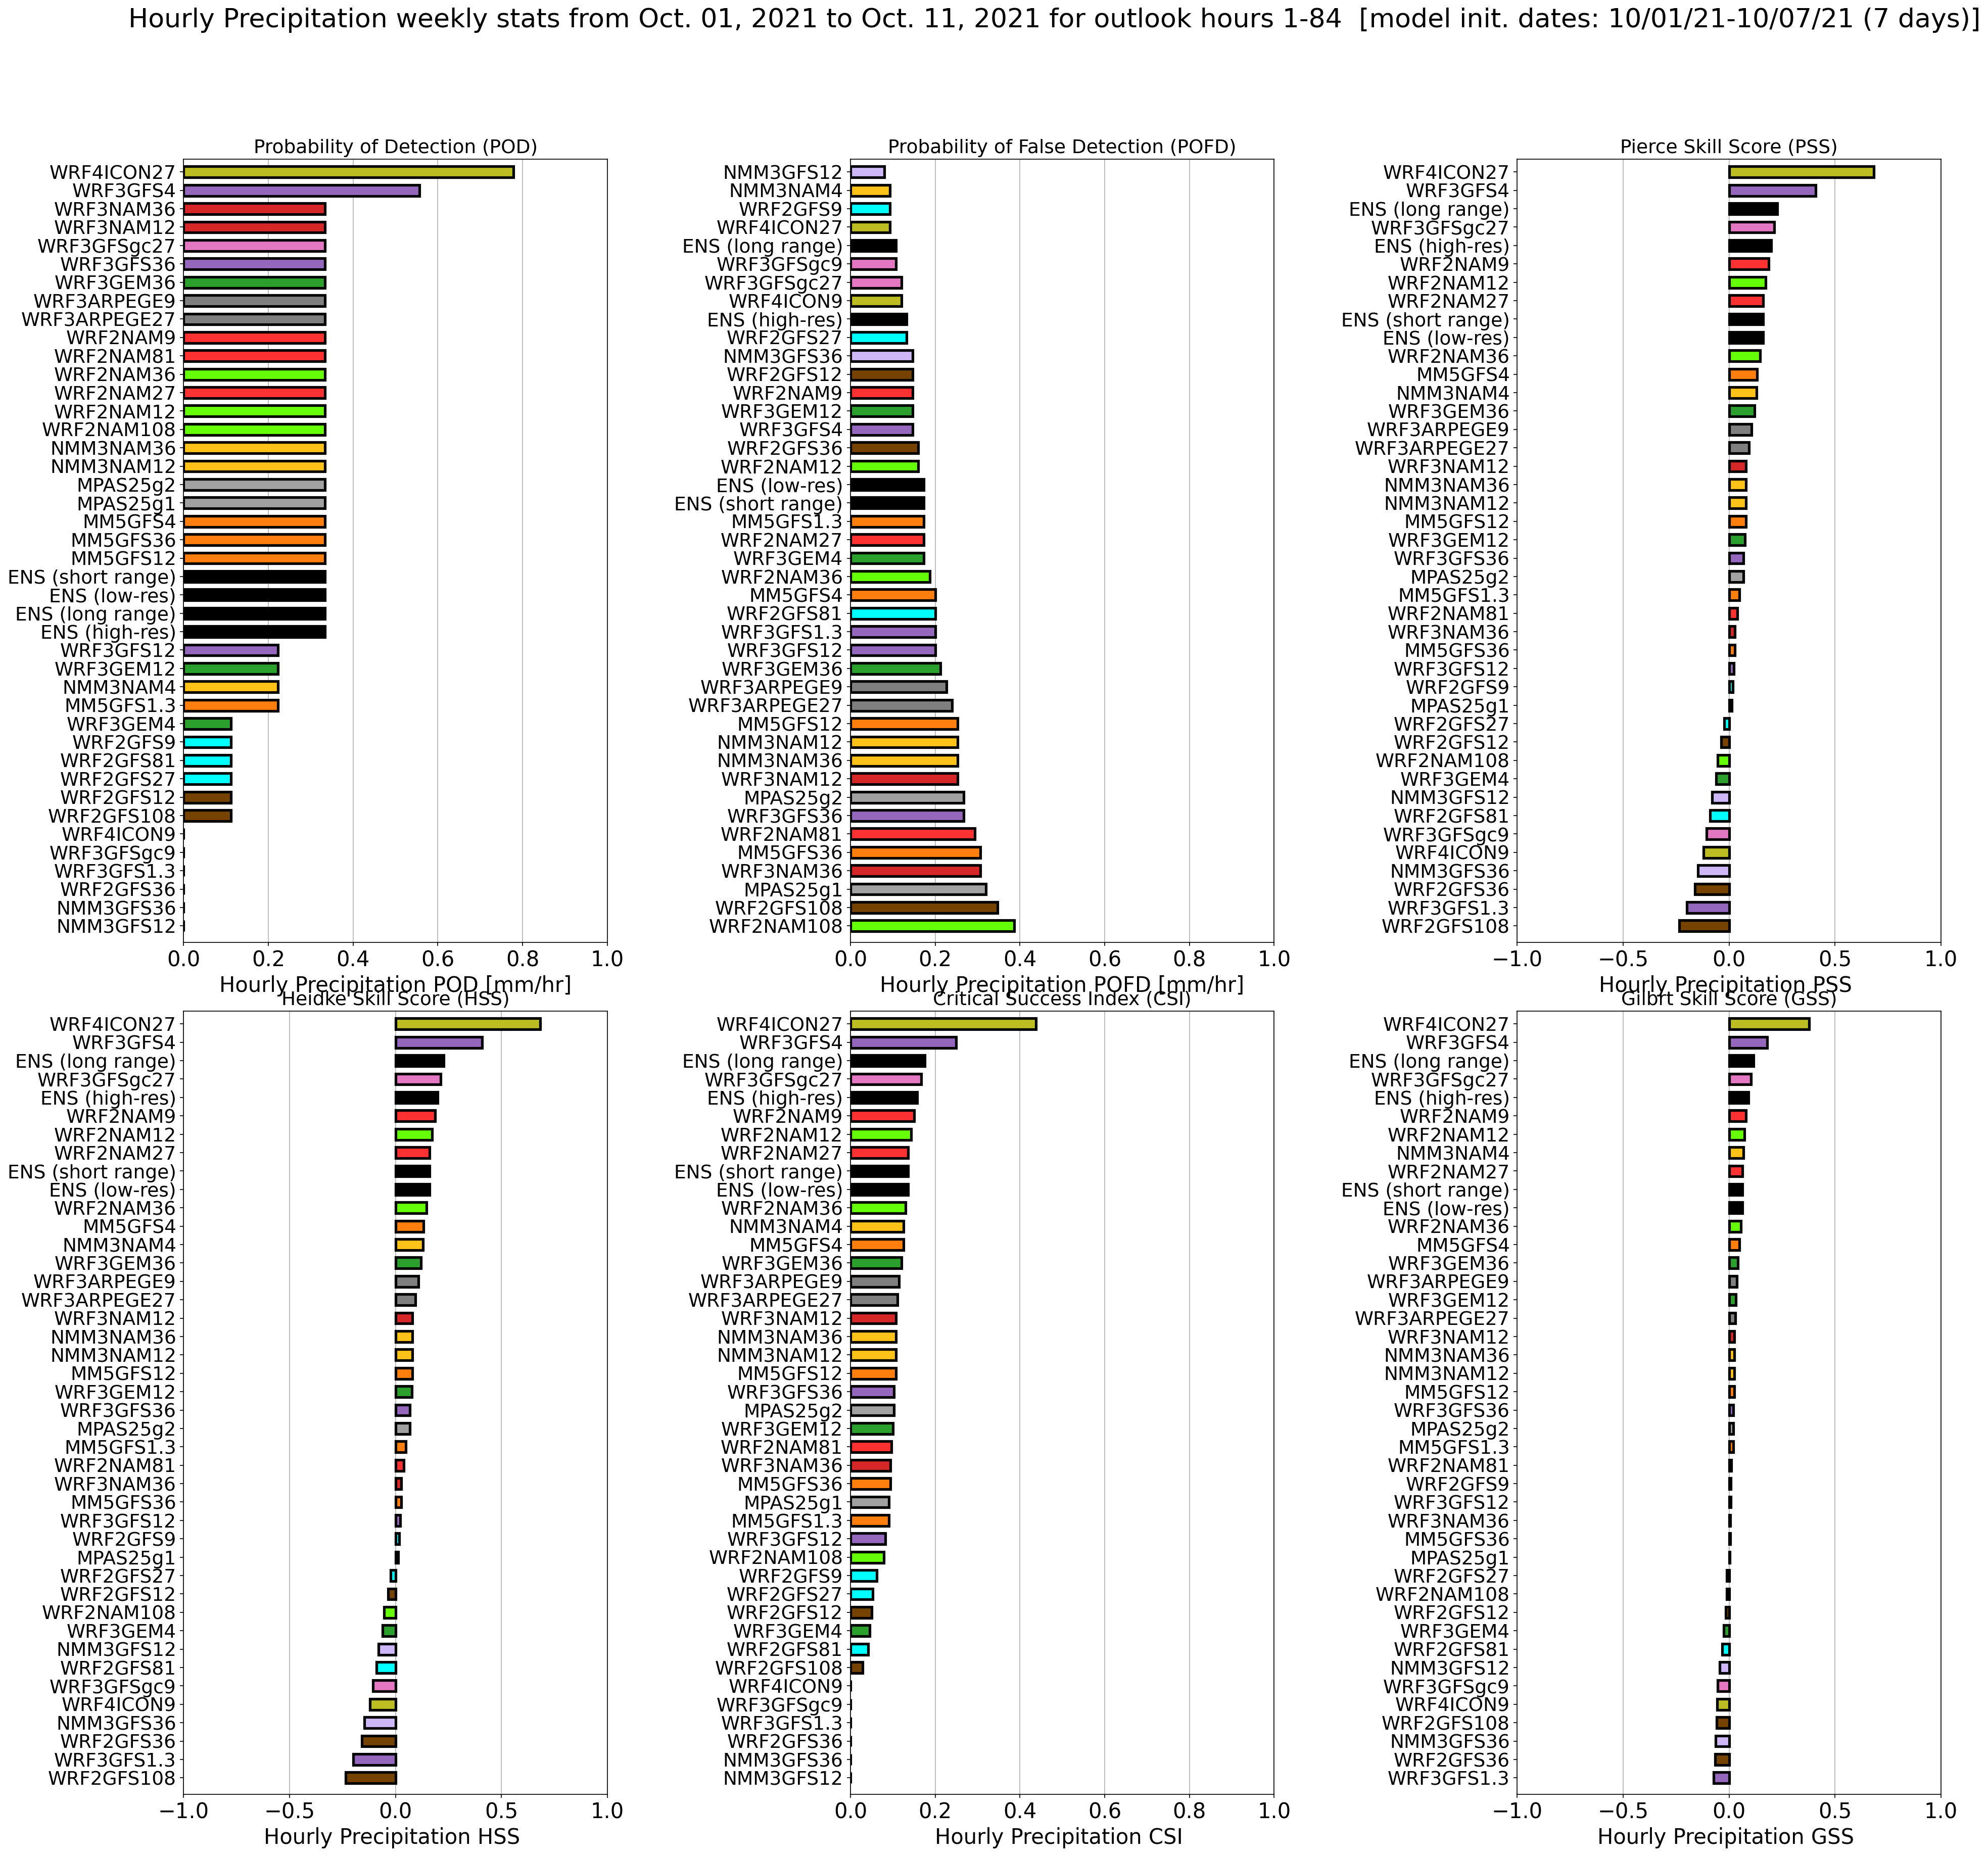 Hourly Precipitation weekly stats from Oct. 01, 2021 to Oct. 11, 2021 for outlook hours 1-84 [model init. dates: 10/01/21-10/07/21 (7 days)]
Probability of Detection (POD)
WRF4ICON27
WRF3GFS4
WRF3NAM36
WRF3NAM12
WRF3GFSgc27
WRF3GFS36
WRF3GEM36
WRF3ARPEGE9
WRF3ARPEGE27
WRF2NAM9
WRF2NAM81
WRF2NAM36
WRF2NAM27
WRF2NAM12
WRF2NAM108
NMM3NAM36
NMM3NAM12
MPAS25g2
MPAS25g1
MM5GFS4
MM5GFS36
MM5GFS12
ENS (short range)
ENS (low-res)
ENS (long range)
ENS (high-res)
WRF3GFS12
WRF3GEM12
NMM3NAM4
MM5GFS1.3
WRF3GEM4
WRF2GFS9
WRF2GFS81
WRF2GFS27
WRF2GFS12
WRF2GFS108
WRF4ICON9
WRF3GFSgc9
WRF3GFS1.3
WRF2GFS36
NMM3GFS36
NMM3GFS12
0.0 0.2 0.4 0.6 0.8 1.0
Hourly Precipitation POD [mm/hr]
Probability of False Detection (POFD)
NMM3GFS12
NMM3NAM4
WRF2GFS9
WRF4ICON27
ENS (long range)
WRF3GFSgc9
WRF3GFSgc27
WRF4ICON9
ENS (high-res)
WRF2GFS27
NMM3GFS36
WRF2GFS12
WRF2NAM9
WRF3GEM12
WRF3GFS4
WRF2GFS36
WRF2NAM12
ENS (low-res)
ENS (short range)
MM5GFS1.3
WRF2NAM27
WRF3GEM4
WRF2NAM36
MM5GFS4
WRF2GFS81
WRF3GFS1.3
WRF3GFS12
WRF3GEM36
WRF3ARPEGE9
WRF3ARPEGE27
MM5GFS12
NMM3NAM12
NMM3NAM36
WRF3NAM12
MPAS25g2
WRF3GFS36
WRF2NAM81
MM5GFS36
WRF3NAM36
MPAS25g1
WRF2GFS108
WRF2NAM108
0.0 0.2 0.4 0.6 0.8 1.0
Hourly Precipitation POFD [mm/hr]
Pierce Skill Score (PSS)
WRF4ICON27
WRF3GFS4
ENS (long range)
WRF3GFSgc27
ENS (high-res)
WRF2NAM9
WRF2NAM12
WRF2NAM27
ENS (short range)
ENS (low-res)
WRF2NAM36
MM5GFS4
NMM3NAM4
WRF3GEM36
WRF3ARPEGE9
WRF3ARPEGE27
WRF3NAM12
NMM3NAM36
NMM3NAM12
MM5GFS12
WRF3GEM12
WRF3GFS36
MPAS25g2
MM5GFS1.3
WRF2NAM81
WRF3NAM36
MM5GFS36
WRF3GFS12
WRF2GFS9
MPAS25g1
WRF2GFS27
WRF2GFS12
WRF2NAM108
WRF3GEM4
NMM3GFS12
WRF2GFS81
WRF3GFSgc9
WRF4ICON9
NMM3GFS36
WRF2GFS36
WRF3GFS1.3
WRF2GFS108
−1.0 −0.5 0.0 0.5 1.0
Hourly Precipitation PSS
Heidke Skill Score (HSS)
WRF4ICON27
WRF3GFS4
ENS (long range)
WRF3GFSgc27
ENS (high-res)
WRF2NAM9
WRF2NAM12
WRF2NAM27
ENS (short range)
ENS (low-res)
WRF2NAM36
MM5GFS4
NMM3NAM4
WRF3GEM36
WRF3ARPEGE9
WRF3ARPEGE27
WRF3NAM12
NMM3NAM36
NMM3NAM12
MM5GFS12
WRF3GEM12
WRF3GFS36
MPAS25g2
MM5GFS1.3
WRF2NAM81
WRF3NAM36
MM5GFS36
WRF3GFS12
WRF2GFS9
MPAS25g1
WRF2GFS27
WRF2GFS12
WRF2NAM108
WRF3GEM4
NMM3GFS12
WRF2GFS81
WRF3GFSgc9
WRF4ICON9
NMM3GFS36
WRF2GFS36
WRF3GFS1.3
WRF2GFS108
−1.0 −0.5 0.0 0.5 1.0
Hourly Precipitation HSS
Critical Success Index (CSI)
WRF4ICON27
WRF3GFS4
ENS (long range)
WRF3GFSgc27
ENS (high-res)
WRF2NAM9
WRF2NAM12
WRF2NAM27
ENS (short range)
ENS (low-res)
WRF2NAM36
NMM3NAM4
MM5GFS4
WRF3GEM36
WRF3ARPEGE9
WRF3ARPEGE27
WRF3NAM12
NMM3NAM36
NMM3NAM12
MM5GFS12
WRF3GFS36
MPAS25g2
WRF3GEM12
WRF2NAM81
WRF3NAM36
MM5GFS36
MPAS25g1
MM5GFS1.3
WRF3GFS12
WRF2NAM108
WRF2GFS9
WRF2GFS27
WRF2GFS12
WRF3GEM4
WRF2GFS81
WRF2GFS108
WRF4ICON9
WRF3GFSgc9
WRF3GFS1.3
WRF2GFS36
NMM3GFS36
NMM3GFS12
0.0 0.2 0.4 0.6 0.8 1.0
Hourly Precipitation CSI
Gilbrt Skill Score (GSS)
WRF4ICON27
WRF3GFS4
ENS (long range)
WRF3GFSgc27
ENS (high-res)
WRF2NAM9
WRF2NAM12
NMM3NAM4
WRF2NAM27
ENS (short range)
ENS (low-res)
WRF2NAM36
MM5GFS4
WRF3GEM36
WRF3ARPEGE9
WRF3GEM12
WRF3ARPEGE27
WRF3NAM12
NMM3NAM36
NMM3NAM12
MM5GFS12
WRF3GFS36
MPAS25g2
MM5GFS1.3
WRF2NAM81
WRF2GFS9
WRF3GFS12
WRF3NAM36
MM5GFS36
MPAS25g1
WRF2GFS27
WRF2NAM108
WRF2GFS12
WRF3GEM4
WRF2GFS81
NMM3GFS12
WRF3GFSgc9
WRF4ICON9
WRF2GFS108
NMM3GFS36
WRF2GFS36
WRF3GFS1.3
−1.0 −0.5 0.0 0.5 1.0
Hourly Precipitation GSS